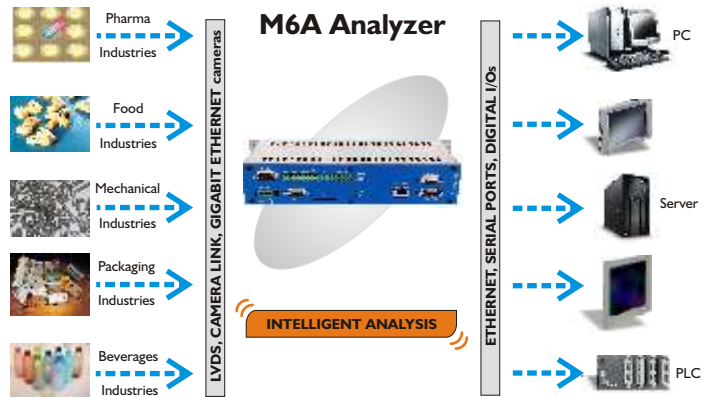 M6A Analyzer
Pharma
Industries
Food
Industries
Mechanical
Industries
Packaging
Industries
Beverages
Industries
LVDS, CAMERA LINK, GIGABIT ETHERNET cameras
INTELLIGENT ANALYSIS
ETHERNET, SERIAL PORTS, DIGITAL I/Os
PC
Server
PLC